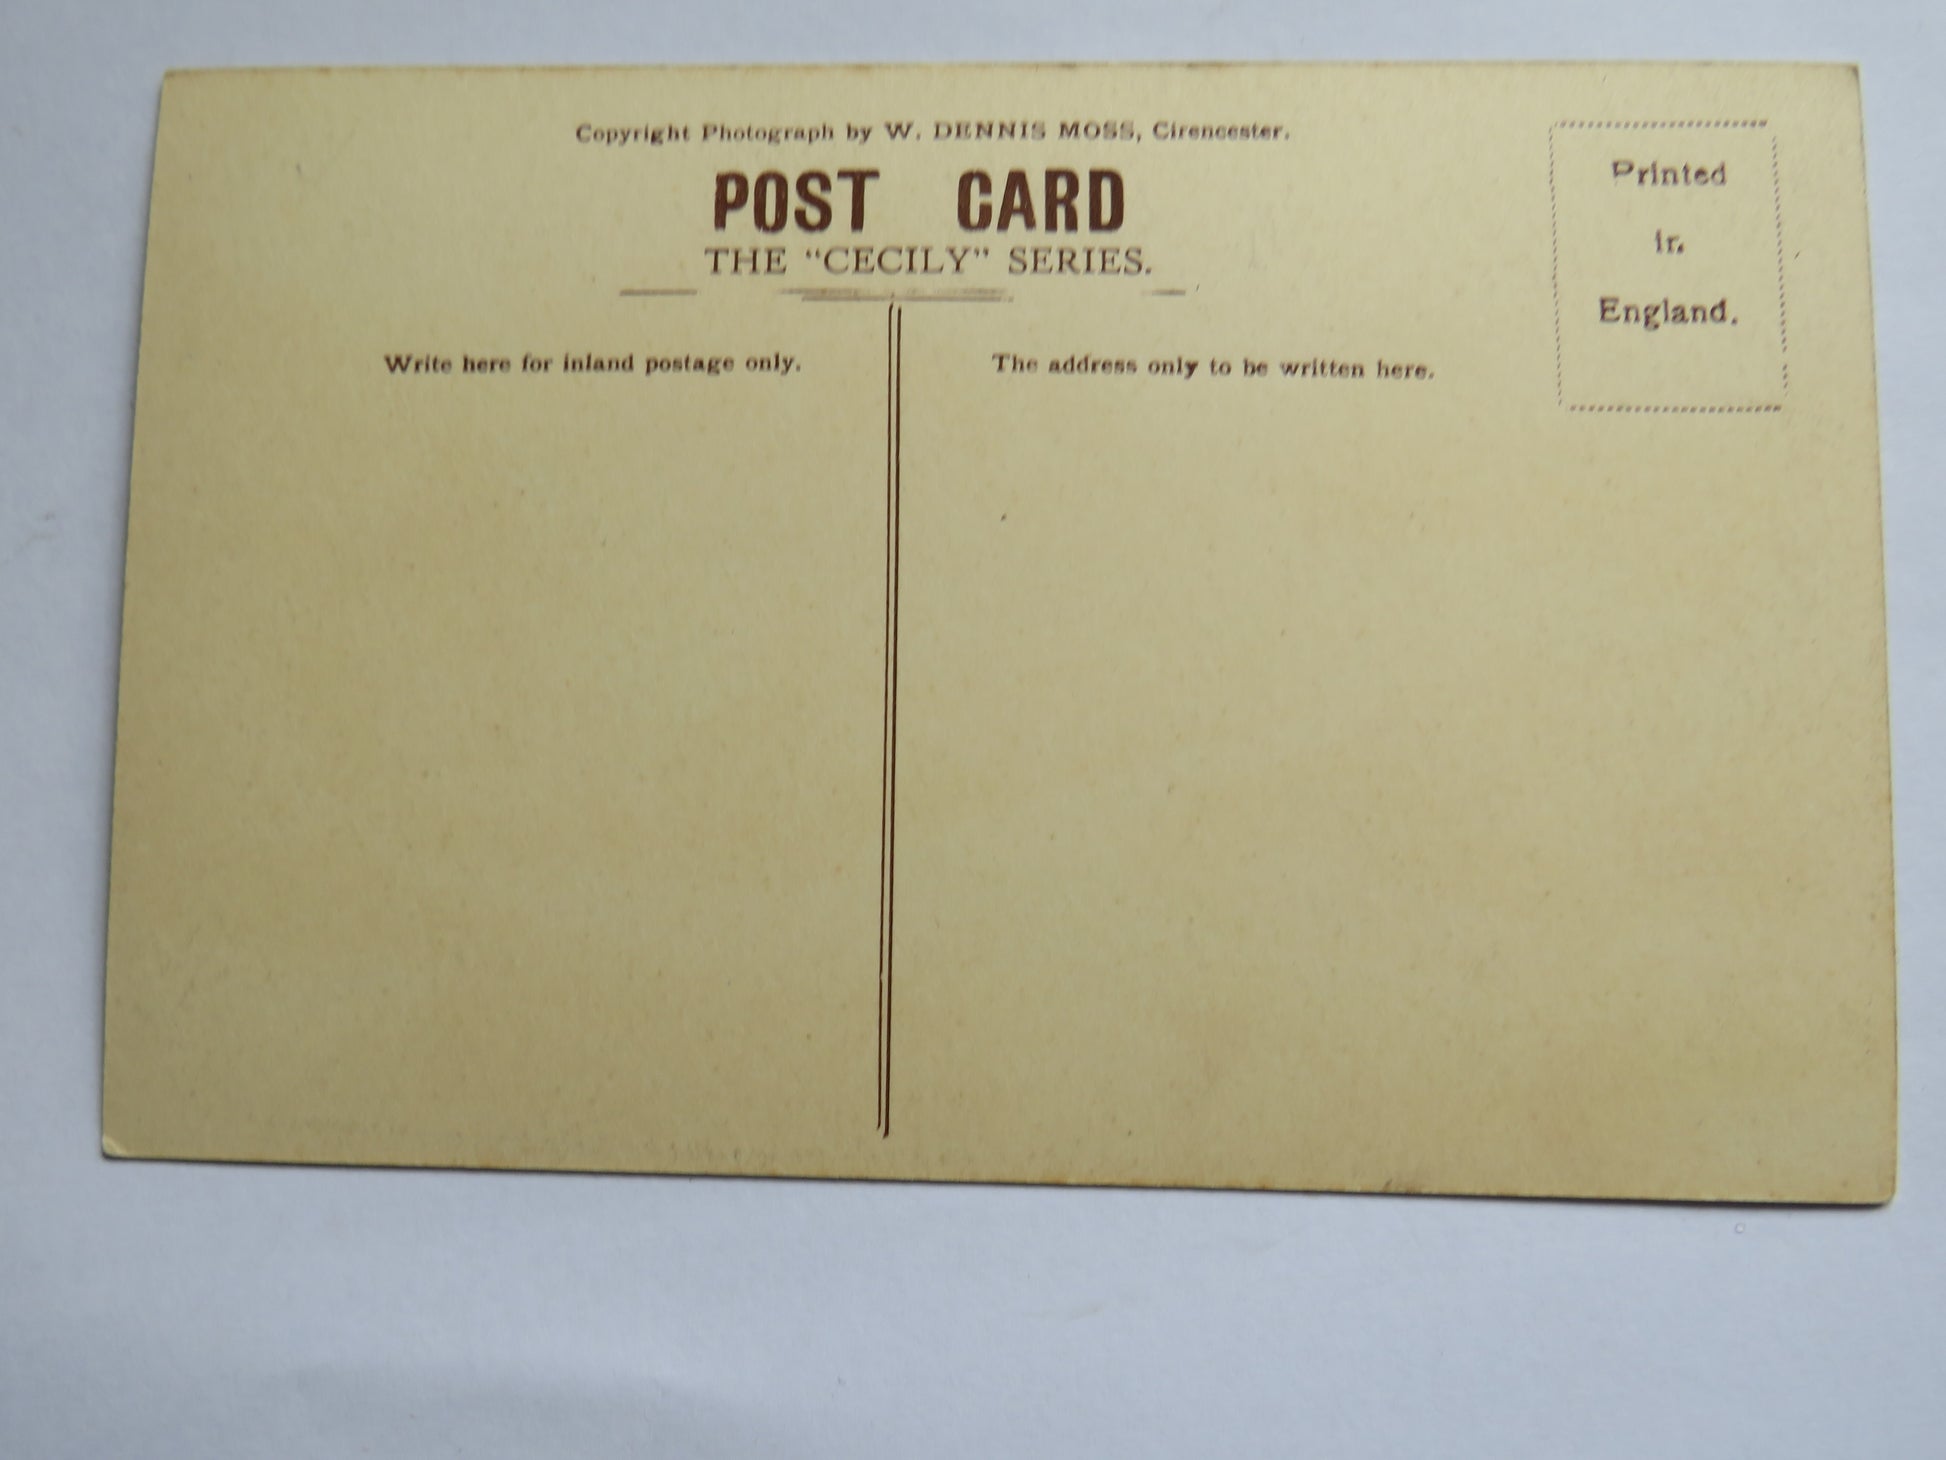 Copyright Photograph by W. DENNIS MOSS, Cirencester.
POST CARD
THE "CECILY" SERIES.
Write here for inland postage only.
The address only to be written here.
Printed
in
England.